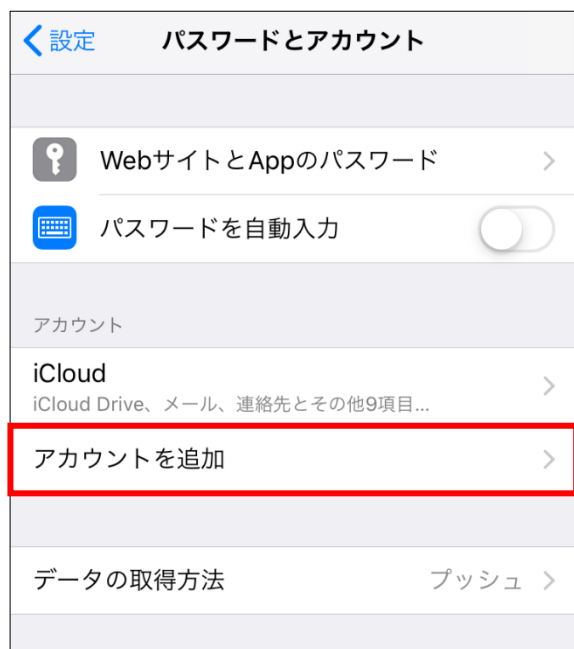 設定 パスワードとアカウント
WebサイトとAppのパスワード
パスワードを自動入力
アカウント
iCloud
iCloud Drive、メール、連絡先とその他9項目...
アカウントを追加
データの取得方法 プッシュ